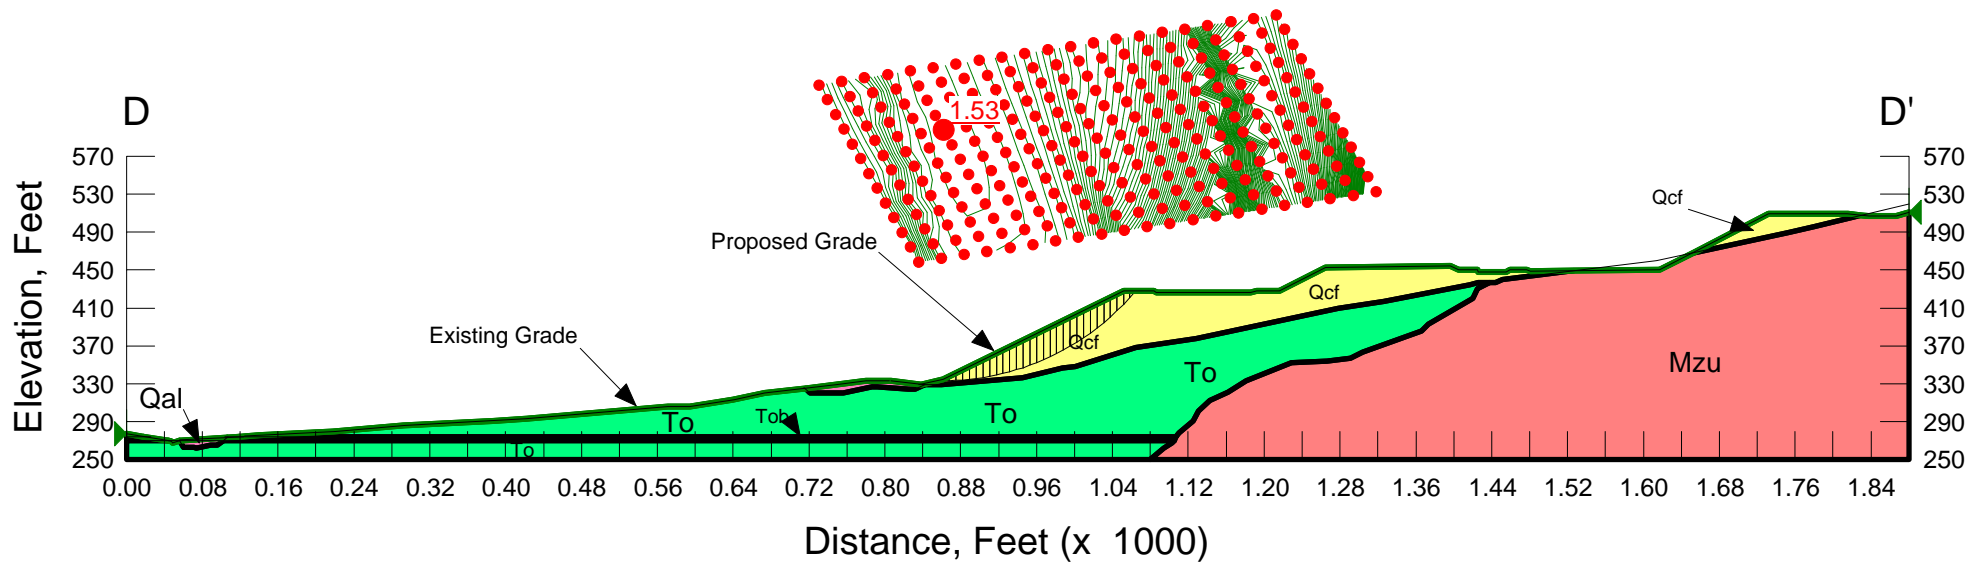 1.53
D
D'
570
530
490
450
410
370
330
290
250
Elevation, Feet
570
530
490
450
410
370
330
290
250
Qcf
Proposed Grade
Qcf
Existing Grade
Qcf
Mzu
To
Qal
To
Tob
To
To
0.00 0.08 0.16 0.24 0.32 0.40 0.48 0.56 0.64 0.72 0.80 0.88 0.96 1.04 1.12 1.20 1.28 1.36 1.44 1.52 1.60 1.68 1.76 1.84
Distance, Feet (x 1000)